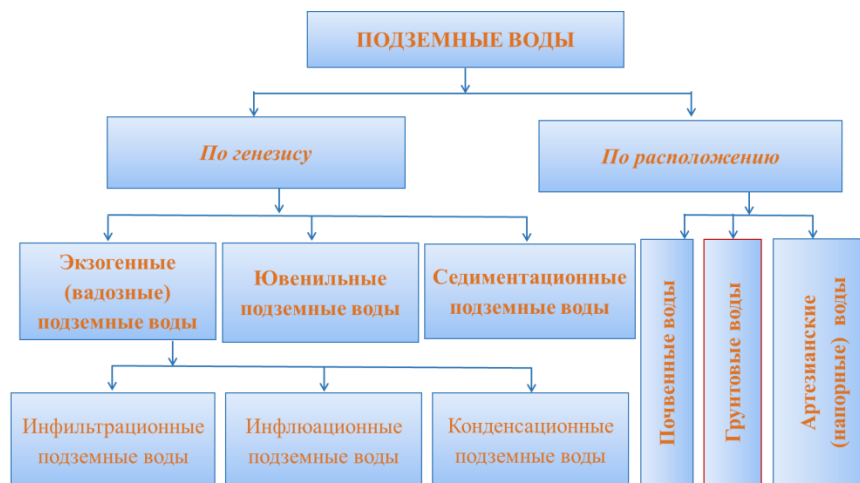 ПОДЗЕМНЫЕ ВОДЫ
По генезису
По расположению
Экзогенные
(вадозные)
подземные воды
Ювенильные
подземные воды
Седиментационные
подземные воды
Почвенные воды
Грунтовые воды
Артезианские
(напорные) воды
Инфильтрационные
подземные воды
Инфлюационные
подземные воды
Конденсационные
подземные воды